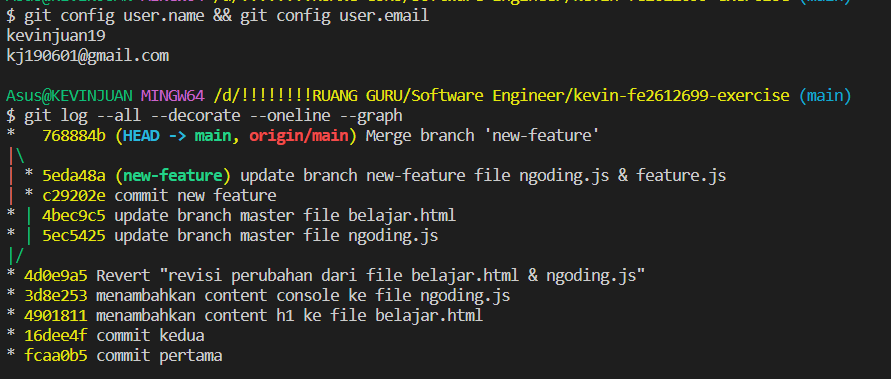 $ git config user.name && git config user.email
kevinjuan19
kj190601@gmail.com
Asus@KEVINJUAN MINGW64 /d/!!!!!!!!RUANG GURU/Software Engineer/kevin-fe2612699-exercise (main)
$ git log --all --decorate --oneline --graph
*   768884b (HEAD -> main, origin/main) Merge branch 'new-feature'
|\
| * 5eda48a (new-feature) update branch new-feature file ngoding.js & feature.js
| * c29202e commit new feature
* | 4bec9c5 update branch master file belajar.html
* | 5ec5425 update branch master file ngoding.js
|/
* 4d0e9a5 Revert "revisi perubahan dari file belajar.html & ngoding.js"
* 3d8e253 menambahkan content console ke file ngoding.js
* 4901811 menambahkan content h1 ke file belajar.html
* 16dee4f commit kedua
* fcaa0b5 commit pertama